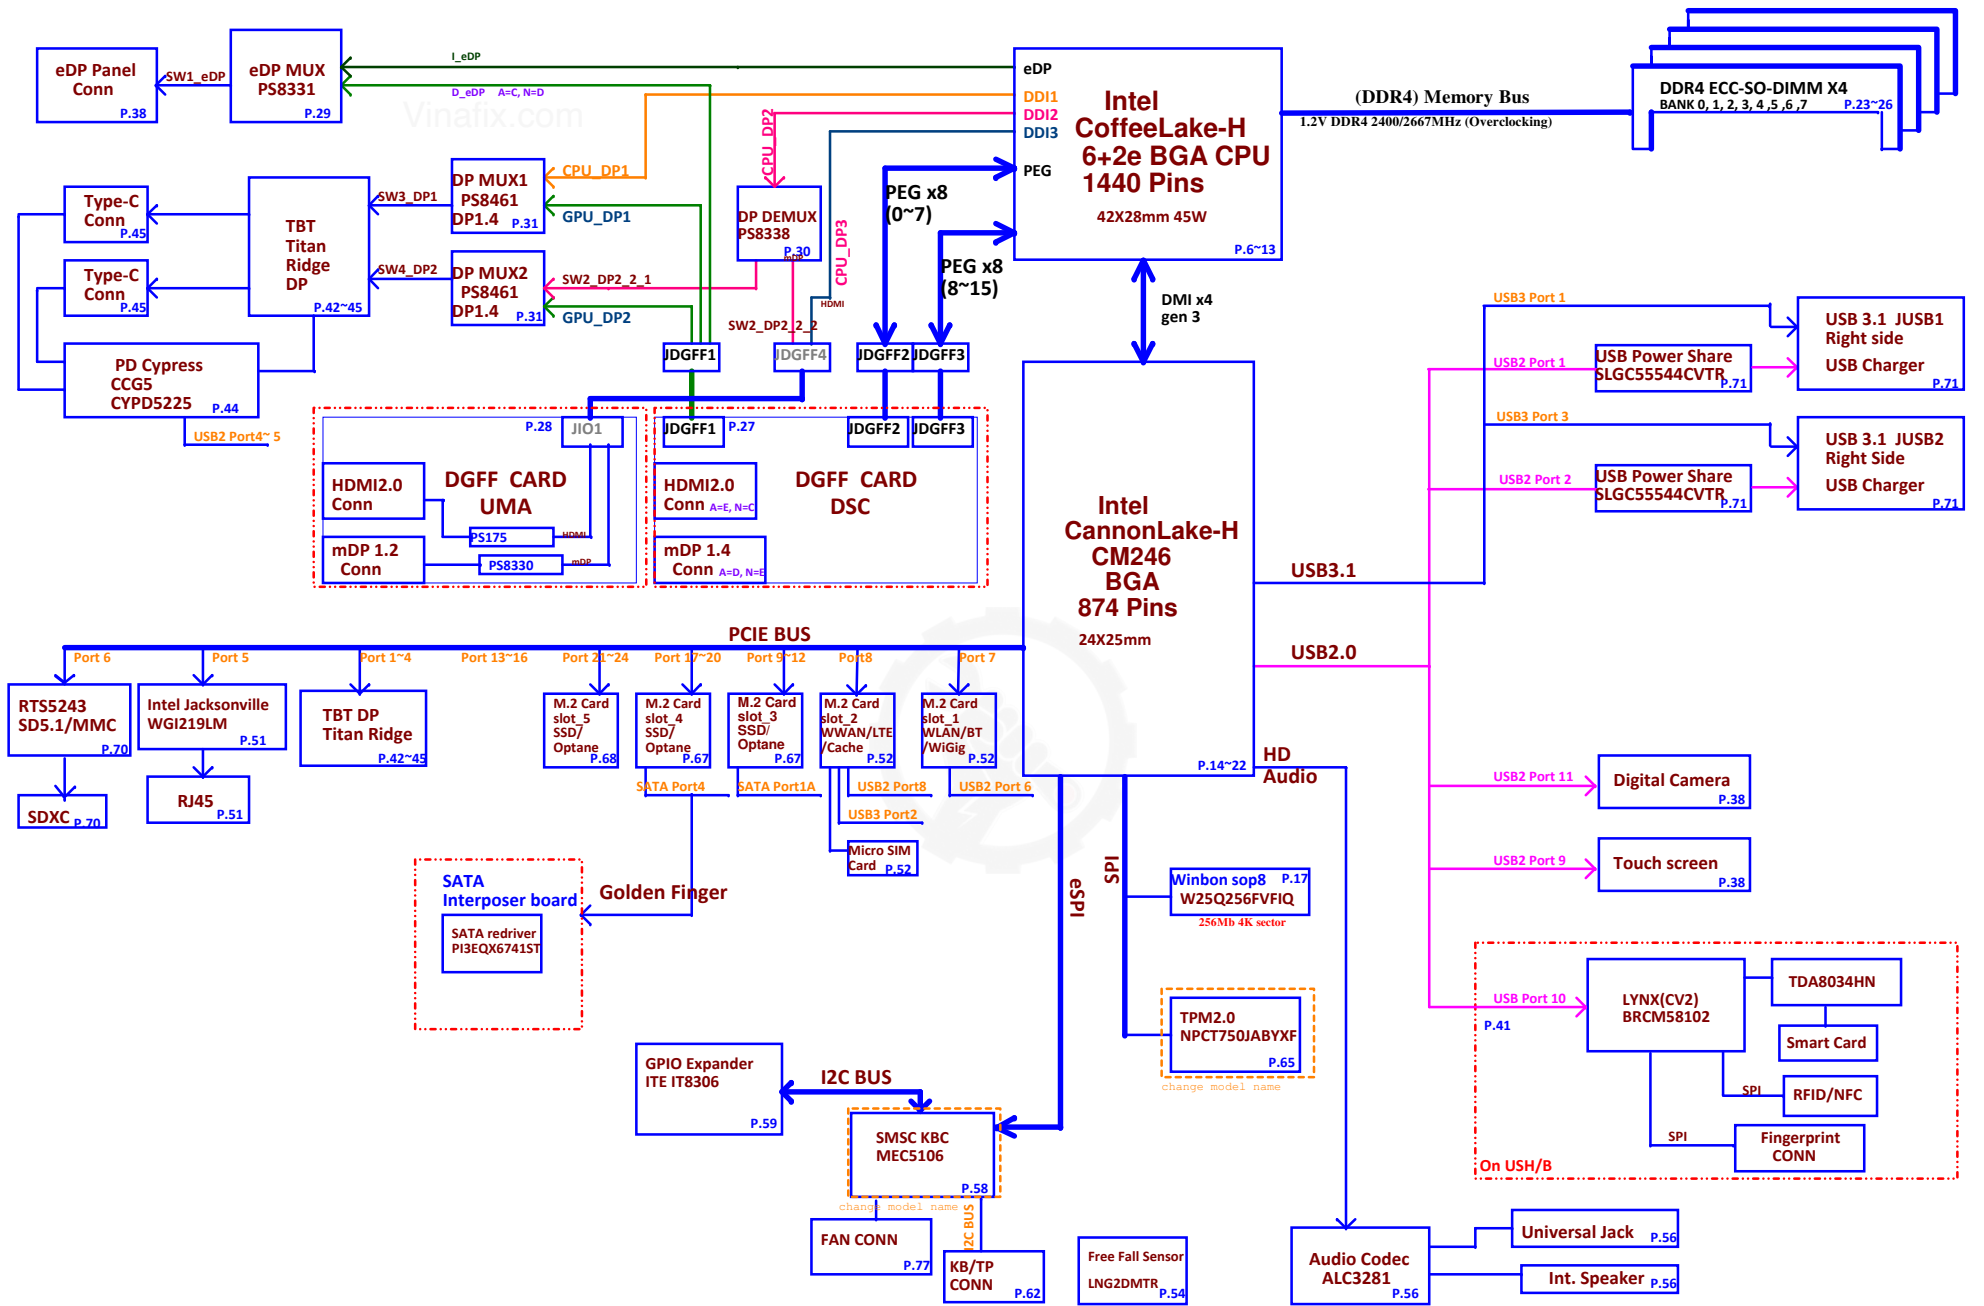 eDP Panel
Conn
P.38
SW1_eDP
eDP MUX
PS8331
P.29
I_eDP
D_eDP A=C, N=D
Vinafix.com
eDP
DDI1
DDI2
DDI3
PEG
Intel
CoffeeLake-H
6+2e BGA CPU
1440 Pins
42X28mm 45W
P.6~13
(DDR4) Memory Bus
1.2V DDR4 2400/2667MHz (Overclocking)
DDR4 ECC-SO-DIMM X4
BANK 0, 1, 2, 3, 4 ,5 ,6 ,7
P.23~26
Type-C
Conn
P.45
Type-C
Conn
P.45
TBT
Titan
Ridge
DP
P.42~45
SW3_DP1
SW4_DP2
DP MUX1
PS8461
DP1.4
P.31
DP MUX2
PS8461
DP1.4
P.31
CPU_DP1
GPU_DP1
SW2_DP2_2_1
GPU_DP2
CPU_DP2
DP DEMUX
PS8338
P.30
mDP
CPU_DP3
HDMI
SW2_DP2_2_2
PEG x8
(0~7)
PEG x8
(8~15)
DMI x4
gen 3
PD Cypress
CCG5
CYPD5225
P.44
USB2 Port4~ 5
JDGFF1
JDGFF4
JDGFF2
JDGFF3
P.28
JIO1
DGFF CARD
UMA
HDMI2.0
Conn
mDP 1.2
Conn
PS175
HDMI
PS8330
mDP
JDGFF1
P.27
JDGFF2
JDGFF3
DGFF CARD
DSC
HDMI2.0
Conn A=E, N=C
mDP 1.4
Conn A=D, N=E
Intel
CannonLake-H
CM246
BGA
874 Pins
24X25mm
P.14~22
USB3 Port 1
USB2 Port 1
USB Power Share
SLGC55544CVTR
P.71
USB 3.1 JUSB1
Right side
USB Charger
P.71
USB3 Port 3
USB2 Port 2
USB Power Share
SLGC55544CVTR
P.71
USB 3.1 JUSB2
Right Side
USB Charger
P.71
USB3.1
USB2.0
PCIE BUS
Port 6
Port 5
Port 1~4
Port 13~16
Port 21~24
Port 17~20
Port 9~12
Port8
Port 7
RTS5243
SD5.1/MMC
P.70
SDXC
P.70
Intel Jacksonville
WGI219LM
P.51
RJ45
P.51
TBT DP
Titan Ridge
P.42~45
M.2 Card
slot_5
SSD/
Optane
P.68
M.2 Card
slot_4
SSD/
Optane
P.67
M.2 Card
slot_3
SSD/
Optane
P.67
M.2 Card
slot_2
WWAN/LTE
/Cache
P.52
M.2 Card
slot_1
WLAN/BT
/WiGig
P.52
SATA Port4
SATA Port1A
USB2 Port8
USB2 Port 6
USB3 Port2
Micro SIM
Card
P.52
HD
Audio
USB2 Port 11
Digital Camera
P.38
USB2 Port 9
Touch screen
P.38
SATA
Interposer board
Golden Finger
SATA redriver
PI3EQX6741ST
eSPI
SPI
Winbon sop8
P.17
W25Q256FVFIQ
256Mb 4K sector
TPM2.0
NPCT750JABYXF
P.65
change model name
USB Port 10
P.41
LYNX(CV2)
BRCM58102
TDA8034HN
Smart Card
SPI
RFID/NFC
SPI
Fingerprint
CONN
On USH/B
GPIO Expander
ITE IT8306
P.59
I2C BUS
SMSC KBC
MEC5106
P.58
change model name
FAN CONN
P.77
I2C BUS
KB/TP
CONN
P.62
Free Fall Sensor
LNG2DMTR
P.54
Audio Codec
ALC3281
P.56
Universal Jack
P.56
Int. Speaker
P.56